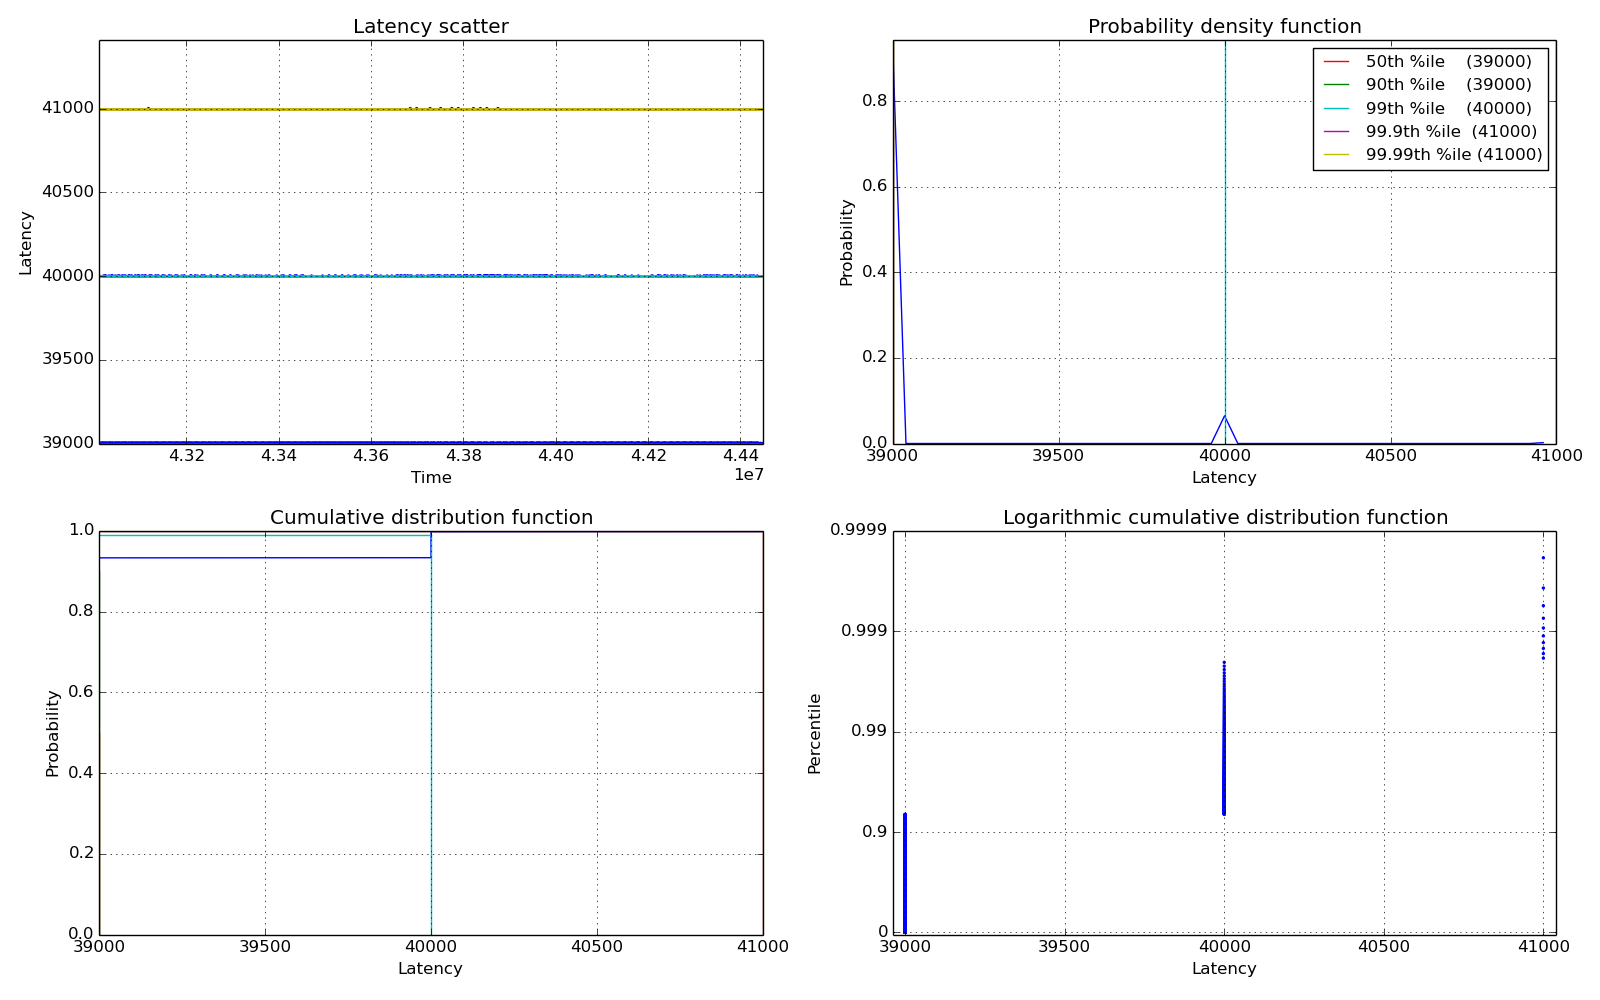 Latency scatter
41000
40500
40000
39500
39000
Latency
4.32 4.34 4.36 4.38 4.40 4.42 4.44
1e7
Time
Probability density function
50th %ile (39000)
90th %ile (39000)
99th %ile (40000)
99.9th %ile (41000)
99.99th %ile (41000)
0.8
0.6
0.4
0.2
0.0
Probability
39000 39500 40000 40500 41000
Latency
Cumulative distribution function
1.0
0.8
0.6
0.4
0.2
0.0
Probability
39000 39500 40000 40500 41000
Latency
Logarithmic cumulative distribution function
0.9999
0.999
0.99
0.9
0
Percentile
39000 39500 40000 40500 41000
Latency